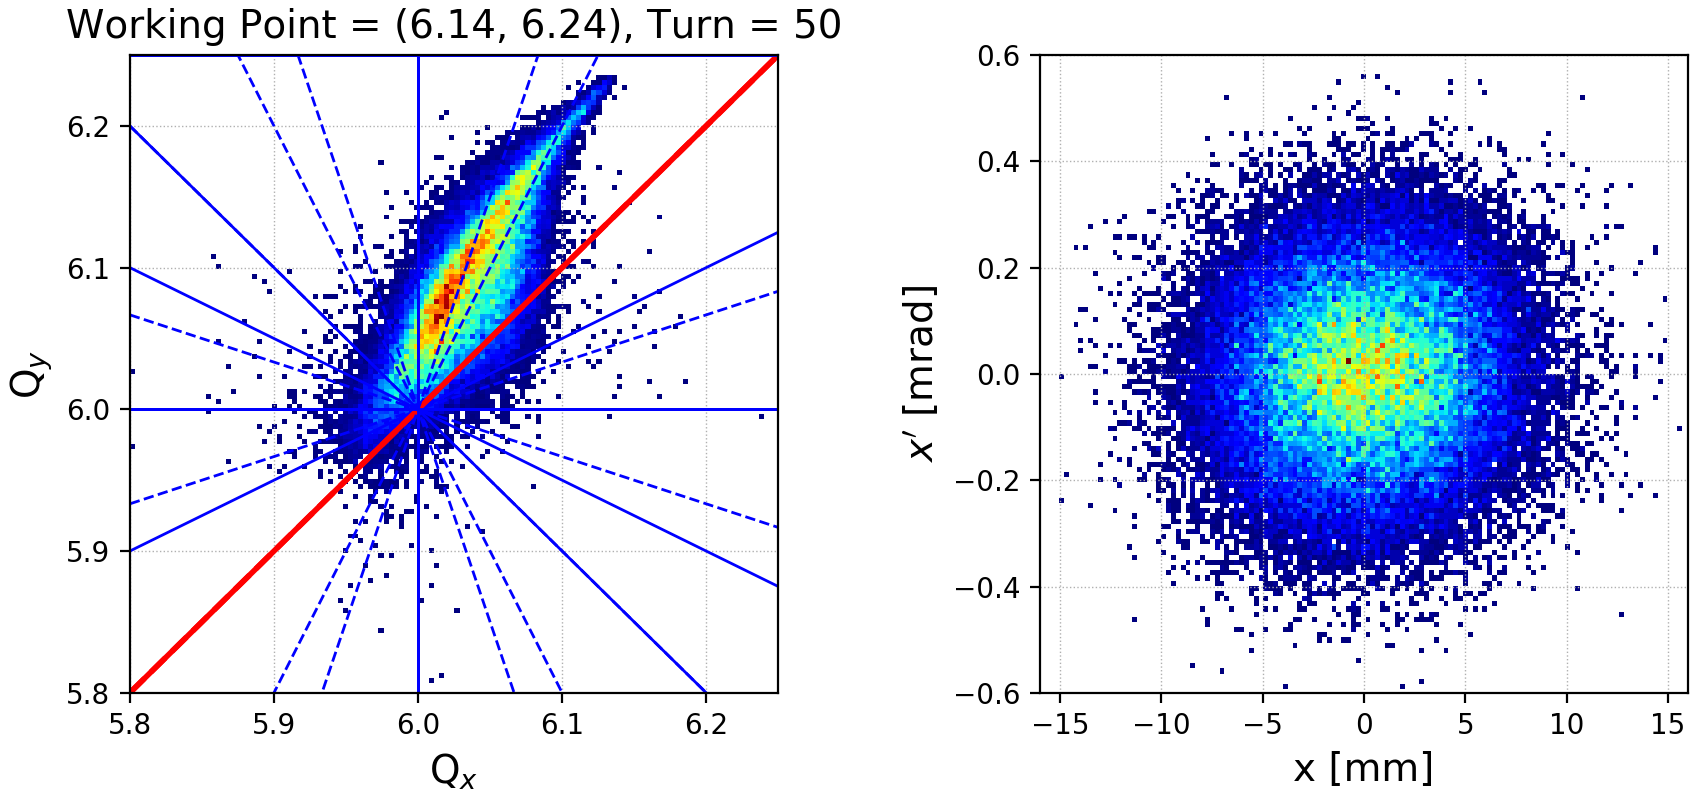 Working Point = (6.14, 6.24), Turn = 50
6.2
6.1
6.0
5.9
5.8
Qy
5.8 5.9 6.0 6.1 6.2
Qx
0.6
0.4
0.2
0.0
−0.2
−0.4
−0.6
x′ [mrad]
−15 −10 −5 0 5 10 15
x [mm]